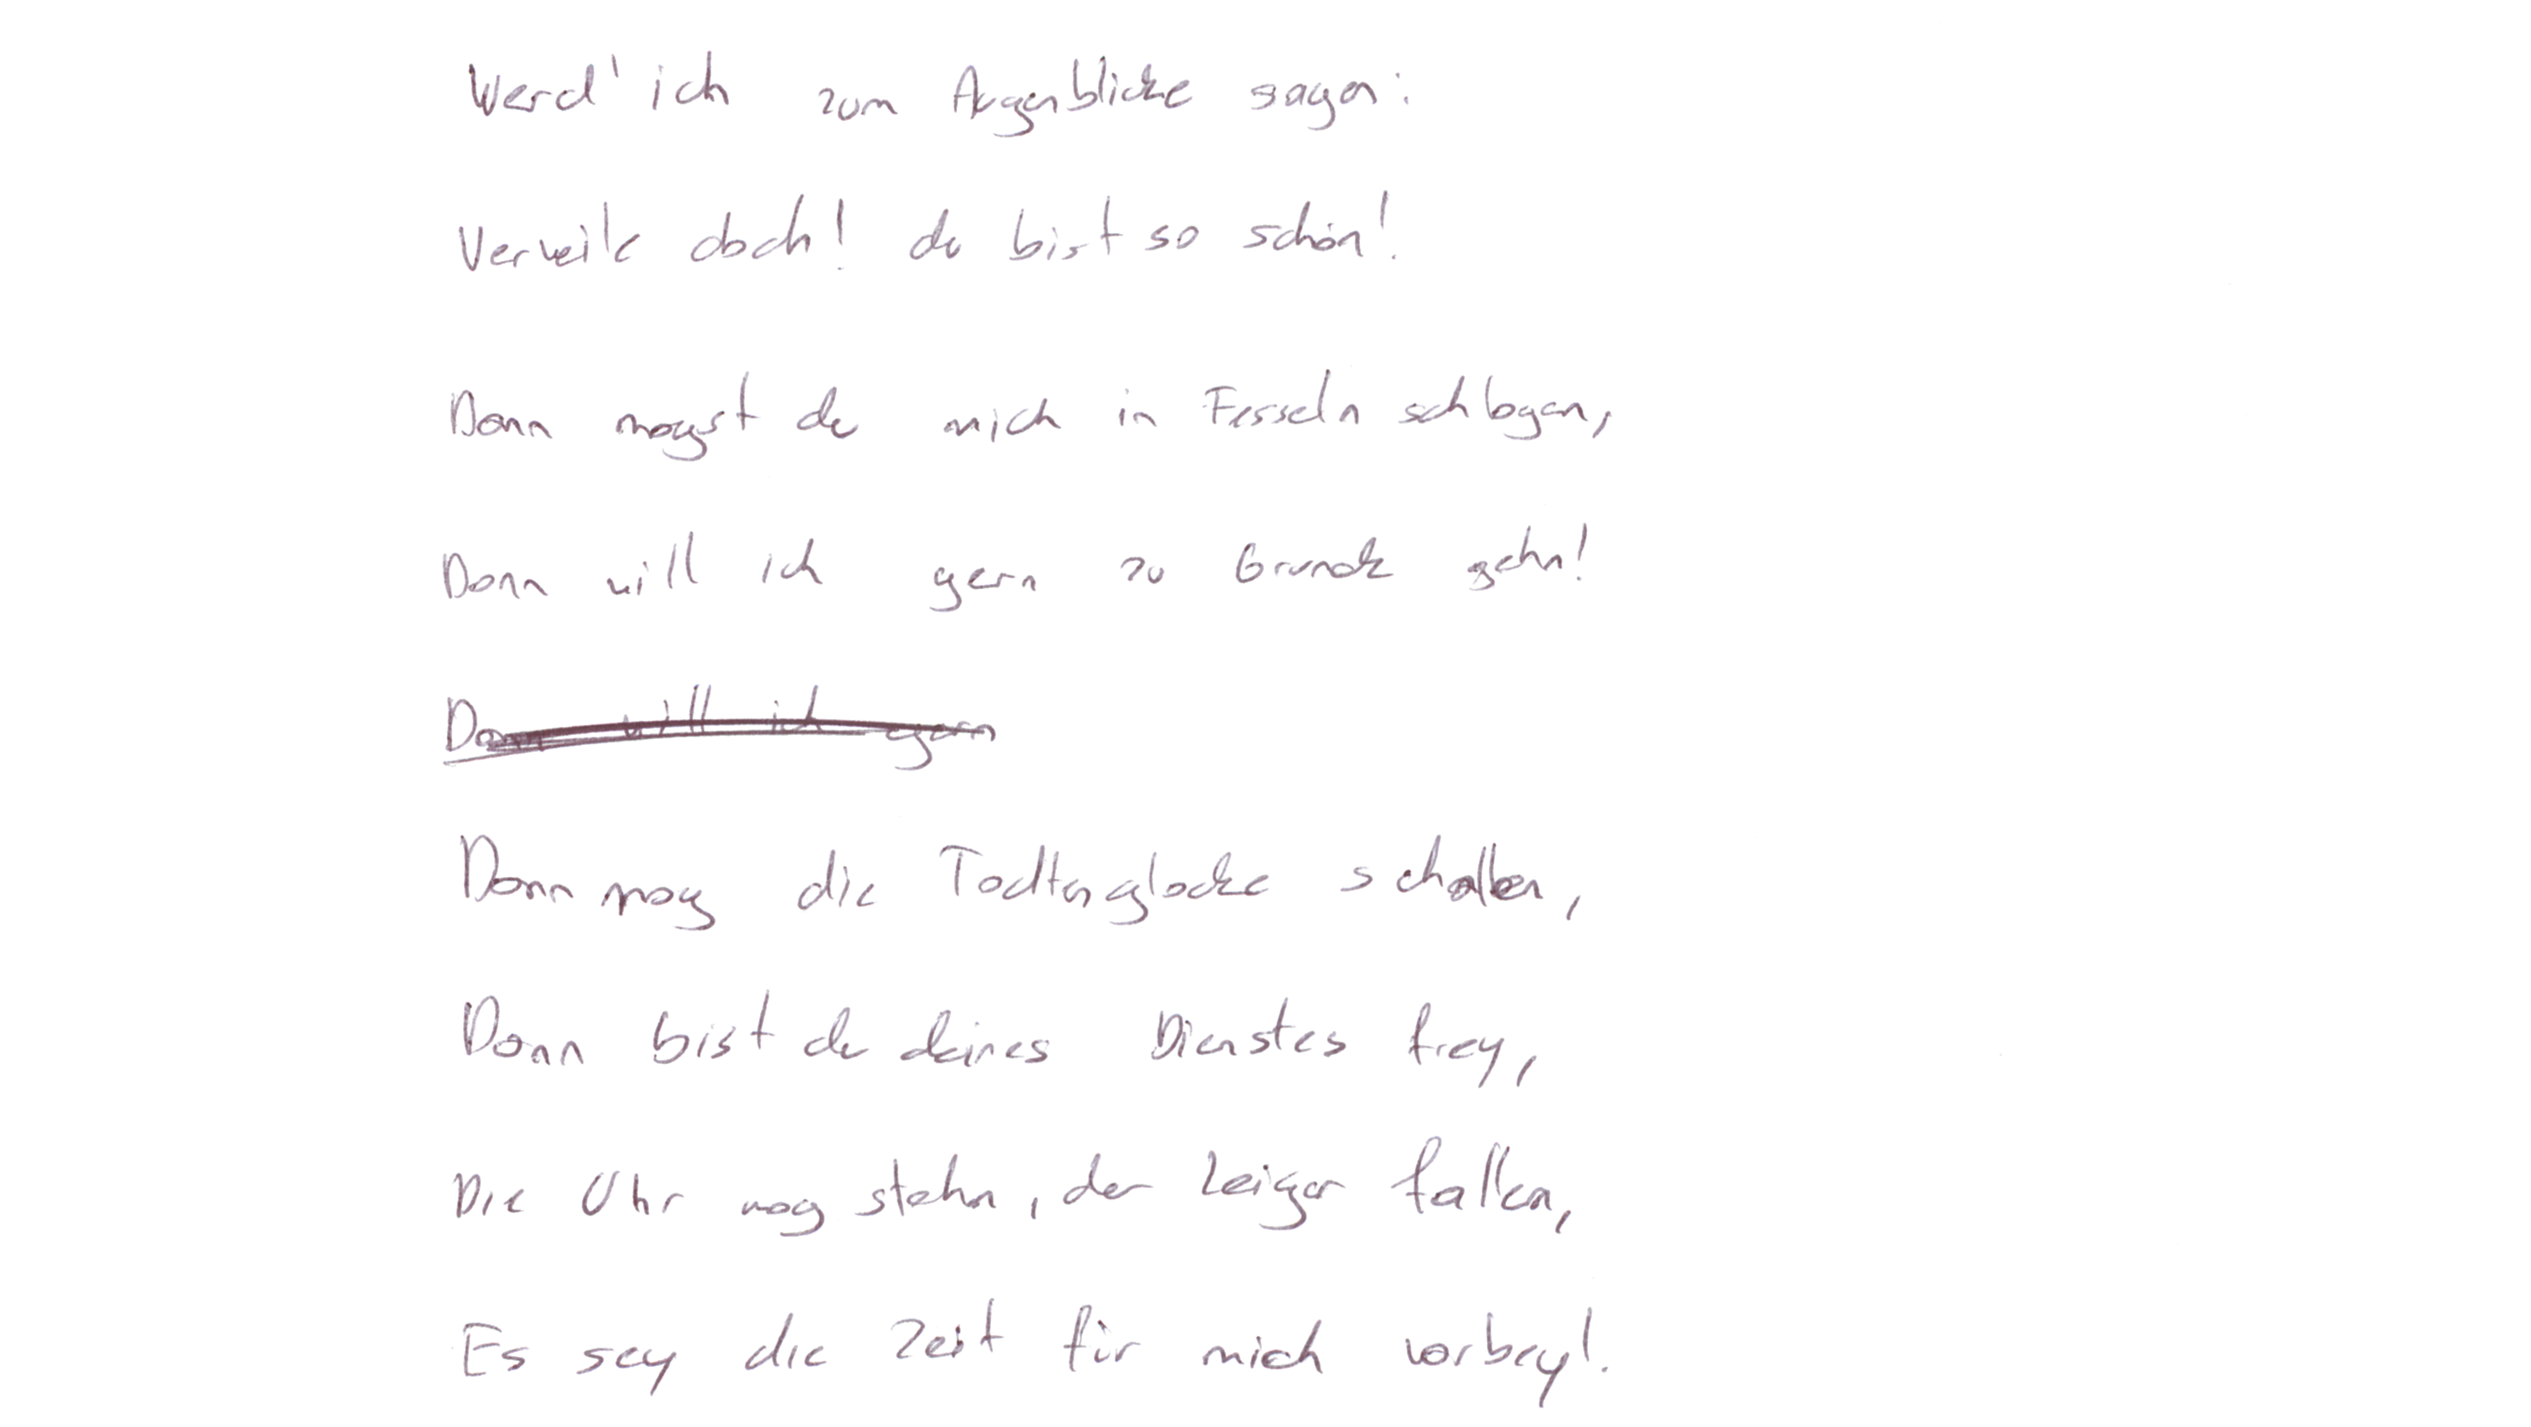 Werd' ich zum Augenblicke sagen:
Verweile doch! du bist so schön!
Dann magst du mich in Fesseln schlagen,
Dann will ich gern zu Grunde gehn!
Dann will ich gern
Dann mag die Todtenglocke schallen,
Dann bist du deines Dienstes frey,
Die Uhr mag stehn, der Zeiger fallen,
Es sey die Zeit für mich vorbey!